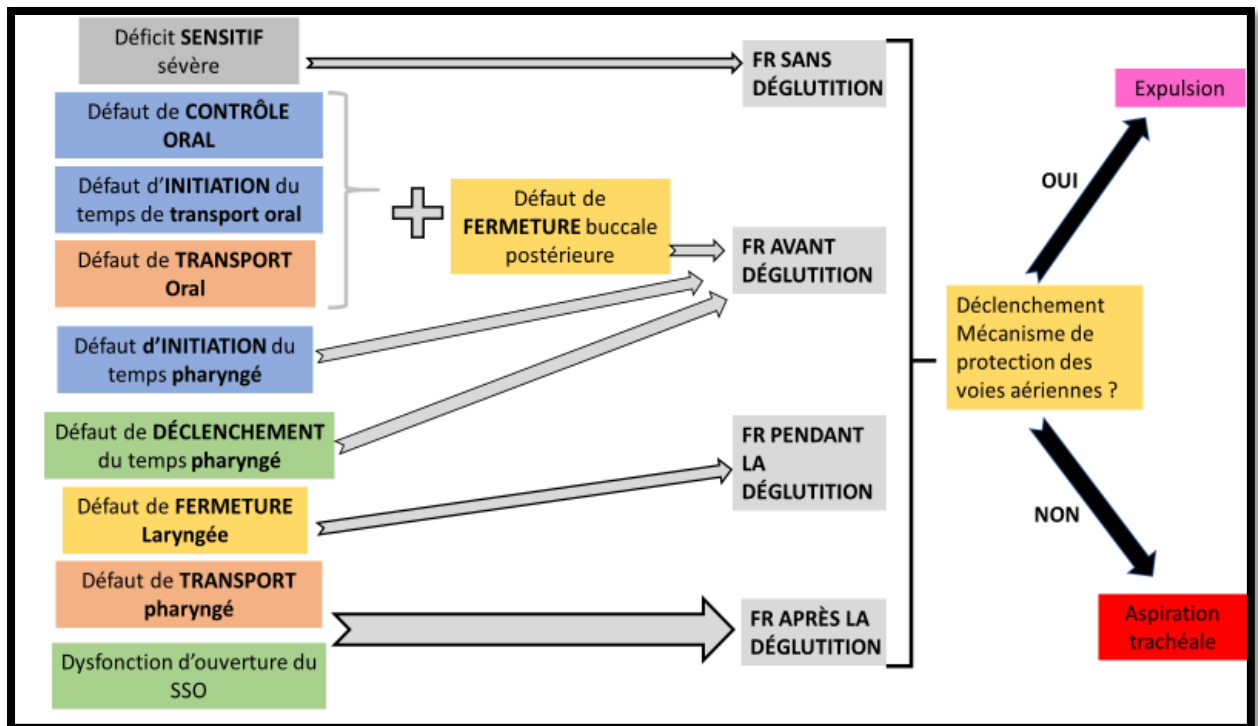 Déficit SENSITIF
sévère
Défaut de CONTRÔLE
ORAL
Défaut d'INITIATION du
temps de transport oral
Défaut de TRANSPORT
Oral
Défaut d'INITIATION du
temps pharyngé
Défaut de DÉCLENCHEMENT
du temps pharyngé
Défaut de FERMETURE
Laryngée
Défaut de TRANSPORT
pharyngé
Dysfonction d'ouverture du
SSO
Défaut de
FERMETURE buccale
postérieure
FR SANS
DÉGLUTITION
FR AVANT
DÉGLUTITION
FR PENDANT
LA
DÉGLUTITION
FR APRÈS LA
DÉGLUTITION
Déclenchement
Mécanisme de
protection des
voies aériennes ?
OUI
Expulsion
NON
Aspiration
trachéale